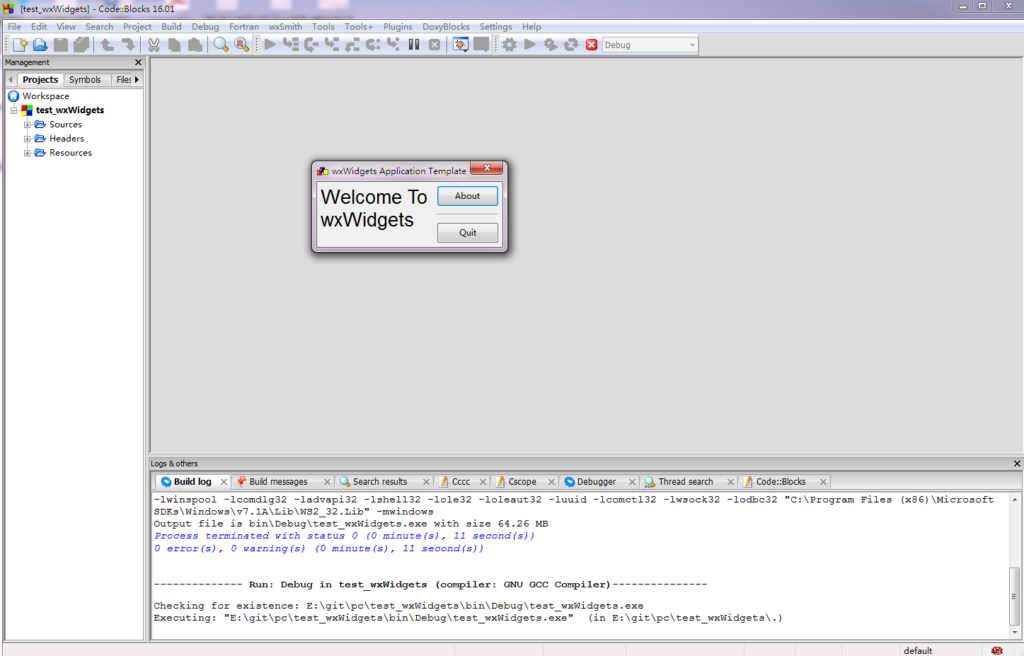 [test_wxWidgets] - Code::Blocks 16.01
File Edit View Search Project Build Debug Fortran wxSmith Tools Tools+ Plugins DoxyBlocks Settings Help
Debug
Management
Projects Symbols Files
Workspace
test_wxWidgets
Sources
Headers
Resources
wxWidgets Application Template
Welcome To
wxWidgets
About
Quit
Logs & others
Build log Build messages Search results Cccc Cscope Debugger Thread search Code::Blocks
-lwinspool -lcomdlg32 -ladvapi32 -lshell32 -lole32 -loleaut32 -luuid -lcomctl32 -lwsock32 -lodbc32 "C:\Program Files (x86)\Microsoft
SDKs\Windows\v7.1A\Lib\WS2_32.Lib" -mwindows
Output file is bin\Debug\test_wxWidgets.exe with size 64.26 MB
Process terminated with status 0 (0 minute(s), 11 second(s))
0 error(s), 0 warning(s) (0 minute(s), 11 second(s))
-------------- Run: Debug in test_wxWidgets (compiler: GNU GCC Compiler)---------------
Checking for existence: E:\git\pc\test_wxWidgets\bin\Debug\test_wxWidgets.exe
Executing: "E:\git\pc\test_wxWidgets\bin\Debug\test_wxWidgets.exe"  (in E:\git\pc\test_wxWidgets\.)
default